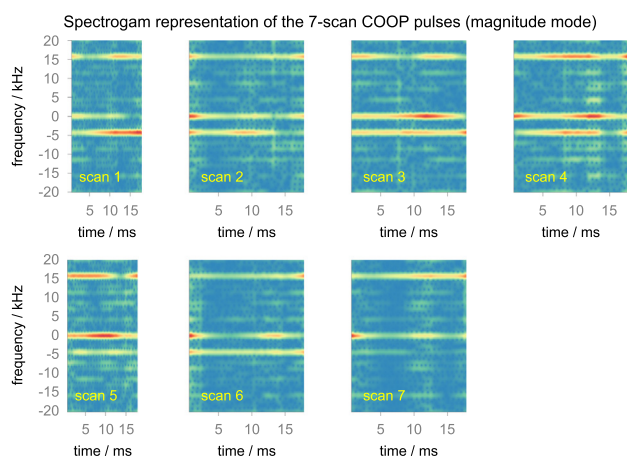 Spectrogam representation of the 7-scan COOP pulses (magnitude mode)
frequency / kHz
20
15
10
5
0
-5
-10
-15
-20
scan 1
scan 2
scan 3
scan 4
5 10 15
5 10 15
5 10 15
5 10 15
time / ms
time / ms
time / ms
time / ms
frequency / kHz
20
15
10
5
0
-5
-10
-15
-20
scan 5
scan 6
scan 7
5 10 15
5 10 15
5 10 15
time / ms
time / ms
time / ms